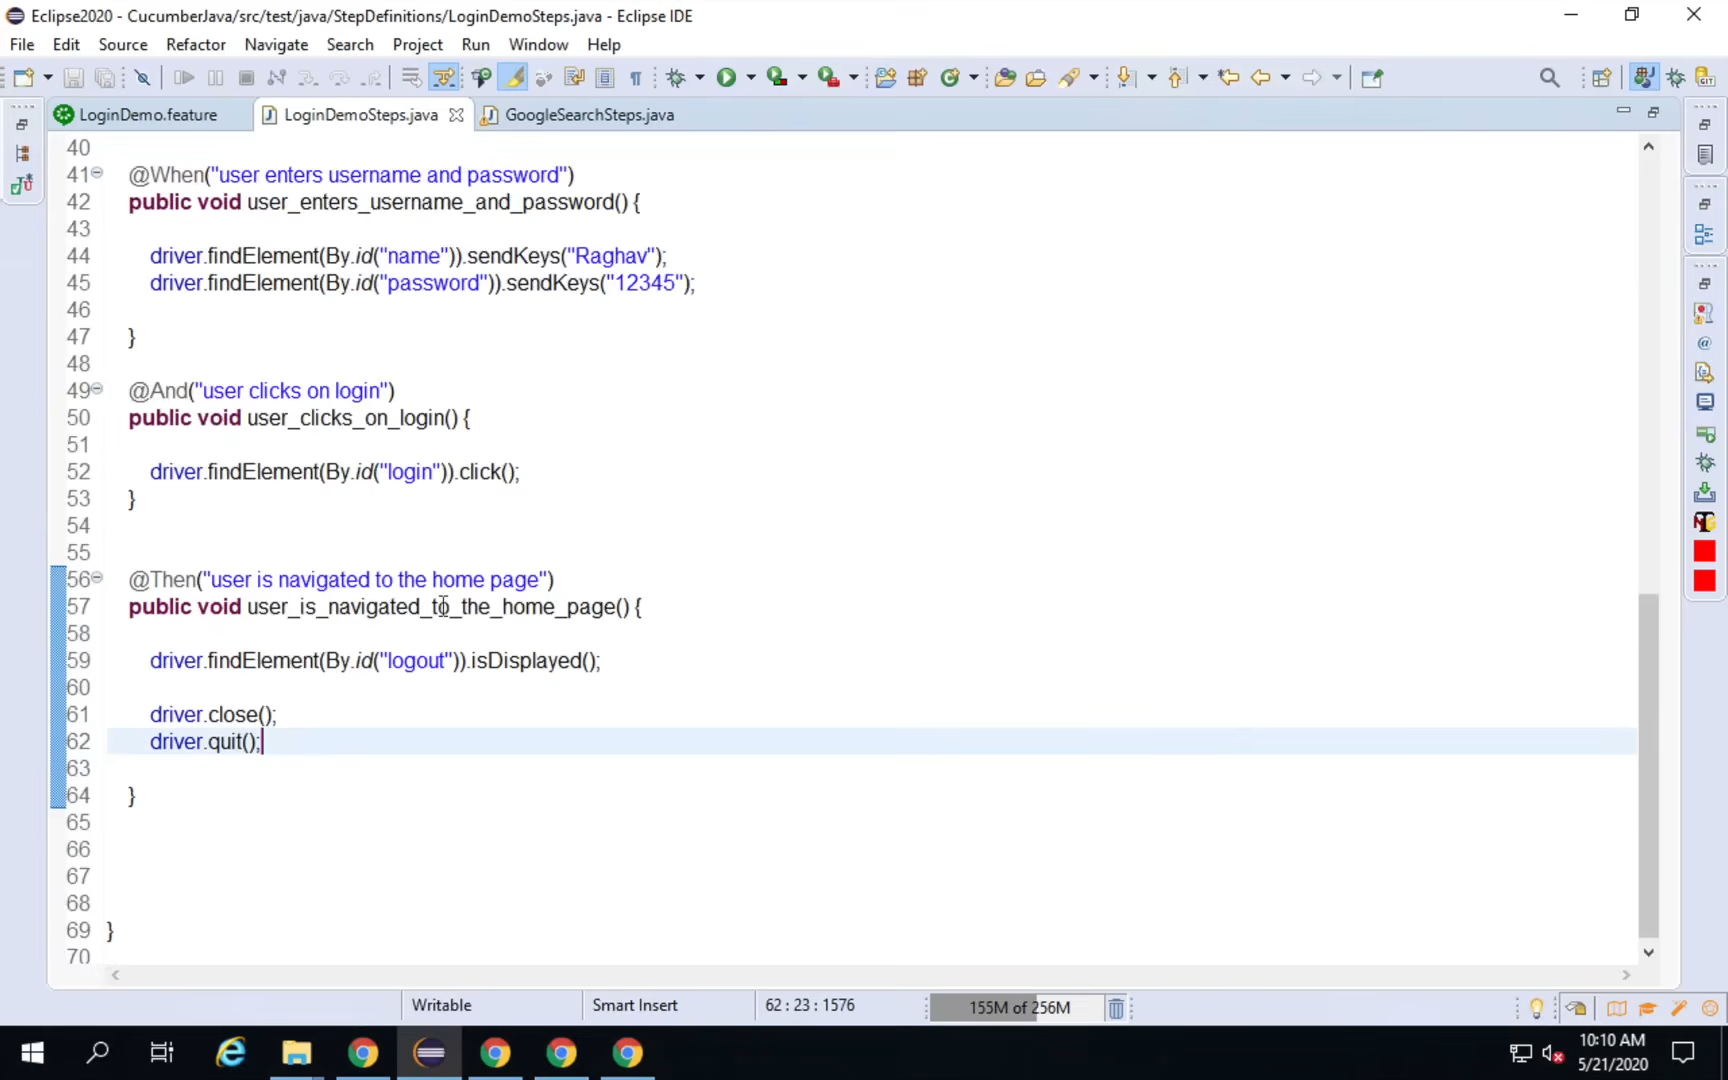 Eclipse2020 - CucumberJava/src/test/java/StepDefinitions/LoginDemoSteps.java - Eclipse IDE
File Edit Source Refactor Navigate Search Project Run Window Help
LoginDemo.feature LoginDemoSteps.java GoogleSearchSteps.java
40
41 @When("user enters username and password")
42 public void user_enters_username_and_password() {
43
44 driver.findElement(By.id("name")).sendKeys("Raghav");
45 driver.findElement(By.id("password")).sendKeys("12345");
46
47 }
48
49 @And("user clicks on login")
50 public void user_clicks_on_login() {
51
52 driver.findElement(By.id("login")).click();
53 }
54
55
56 @Then("user is navigated to the home page")
57 public void user_is_navigated_to_the_home_page() {
58
59 driver.findElement(By.id("logout")).isDisplayed();
60
61 driver.close();
62 driver.quit();
63
64 }
65
66
67
68
69 }
70
Writable Smart Insert 62 : 23 : 1576 155M of 256M
10:10 AM
5/21/2020